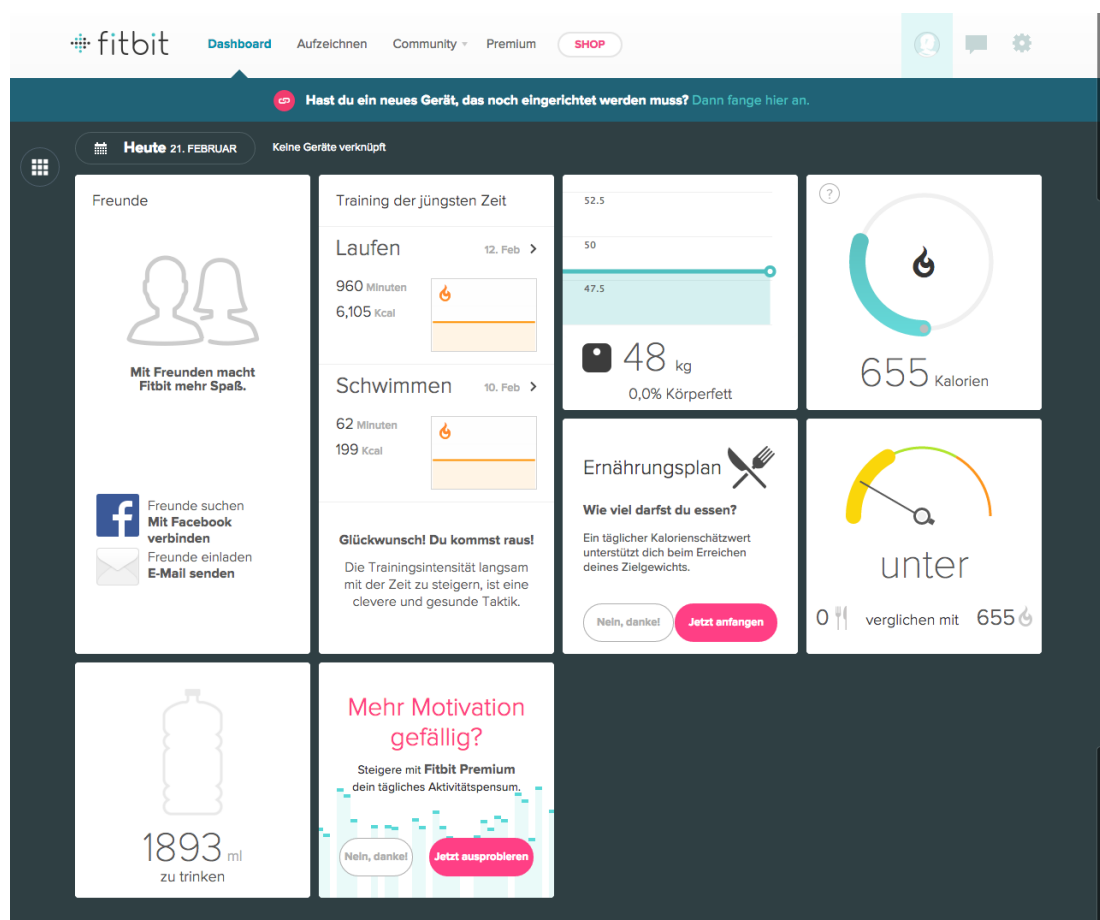 fitbit
Dashboard Aufzeichnen Community Premium SHOP
Hast du ein neues Gerät, das noch eingerichtet werden muss? Dann fange hier an.
Heute 21. FEBRUAR
Keine Geräte verknüpft
Freunde
Mit Freunden macht
Fitbit mehr Spaß.
Freunde suchen
Mit Facebook
verbinden
Freunde einladen
E-Mail senden
Training der jüngsten Zeit
Laufen 12. Feb
960 Minuten
6,105 Kcal
Schwimmen 10. Feb
62 Minuten
199 Kcal
Glückwunsch! Du kommst raus!
Die Trainingsintensität langsam
mit der Zeit zu steigern, ist eine
clevere und gesunde Taktik.
52.5
50
47.5
48 kg
0,0% Körperfett
?
655 Kalorien
Ernährungsplan
Wie viel darfst du essen?
Ein täglicher Kalorienschätzwert
unterstützt dich beim Erreichen
deines Zielgewichts.
Nein, danke! Jetzt anfangen
unter
0 verglichen mit 655
1893 ml
zu trinken
Mehr Motivation
gefällig?
Steigere mit Fitbit Premium
dein tägliches Aktivitätspensum.
Nein, danke! Jetzt ausprobieren